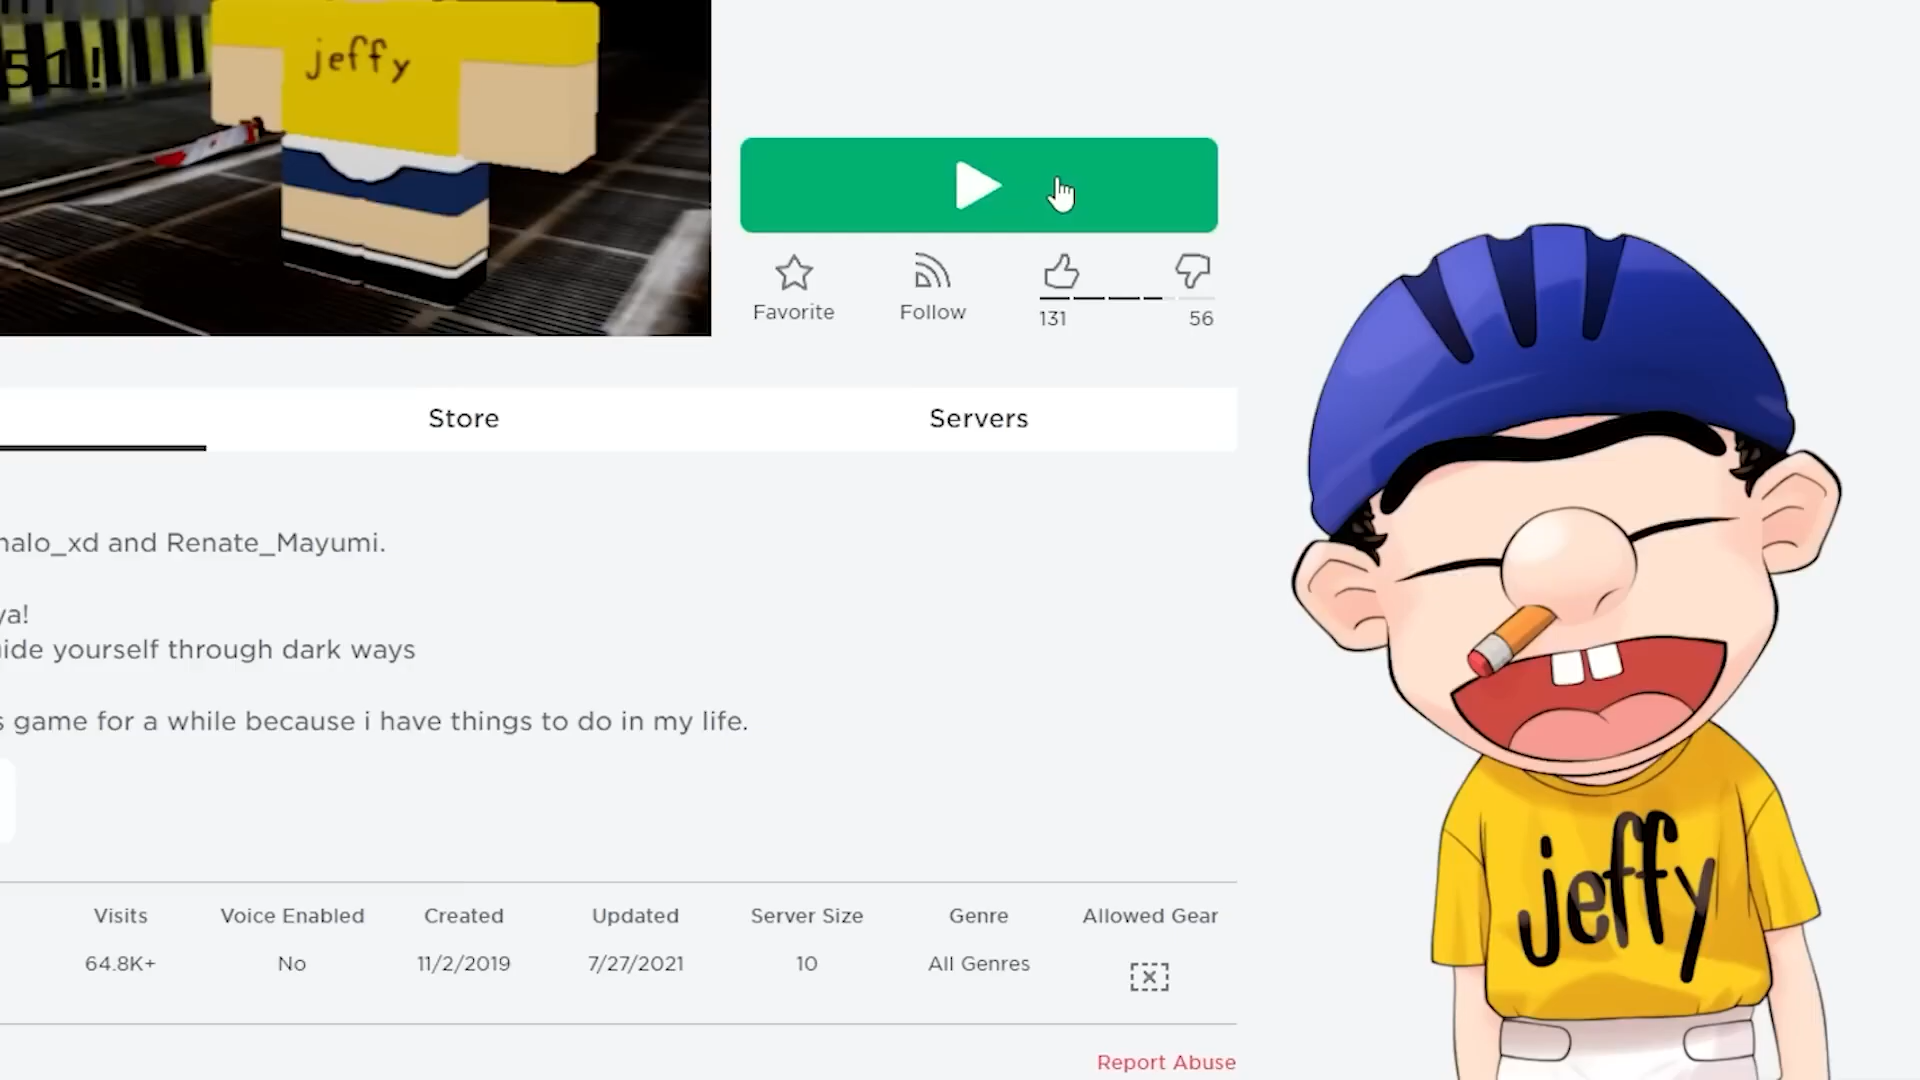 51!
jeffy
Favorite
Follow
131
56
Store
Servers
halo_xd and Renate_Mayumi.
ya!
uide yourself through dark ways
s game for a while because i have things to do in my life.
Visits
Voice Enabled
Created
Updated
Server Size
Genre
Allowed Gear
64.8K+
No
11/2/2019
7/27/2021
10
All Genres
Report Abuse
jeffy